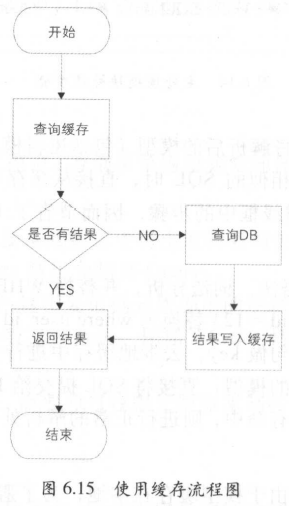 开始
查询缓存
是否有结果
NO
查询DB
YES
返回结果
结果写入缓存
结束
图 6.15 使用缓存流程图